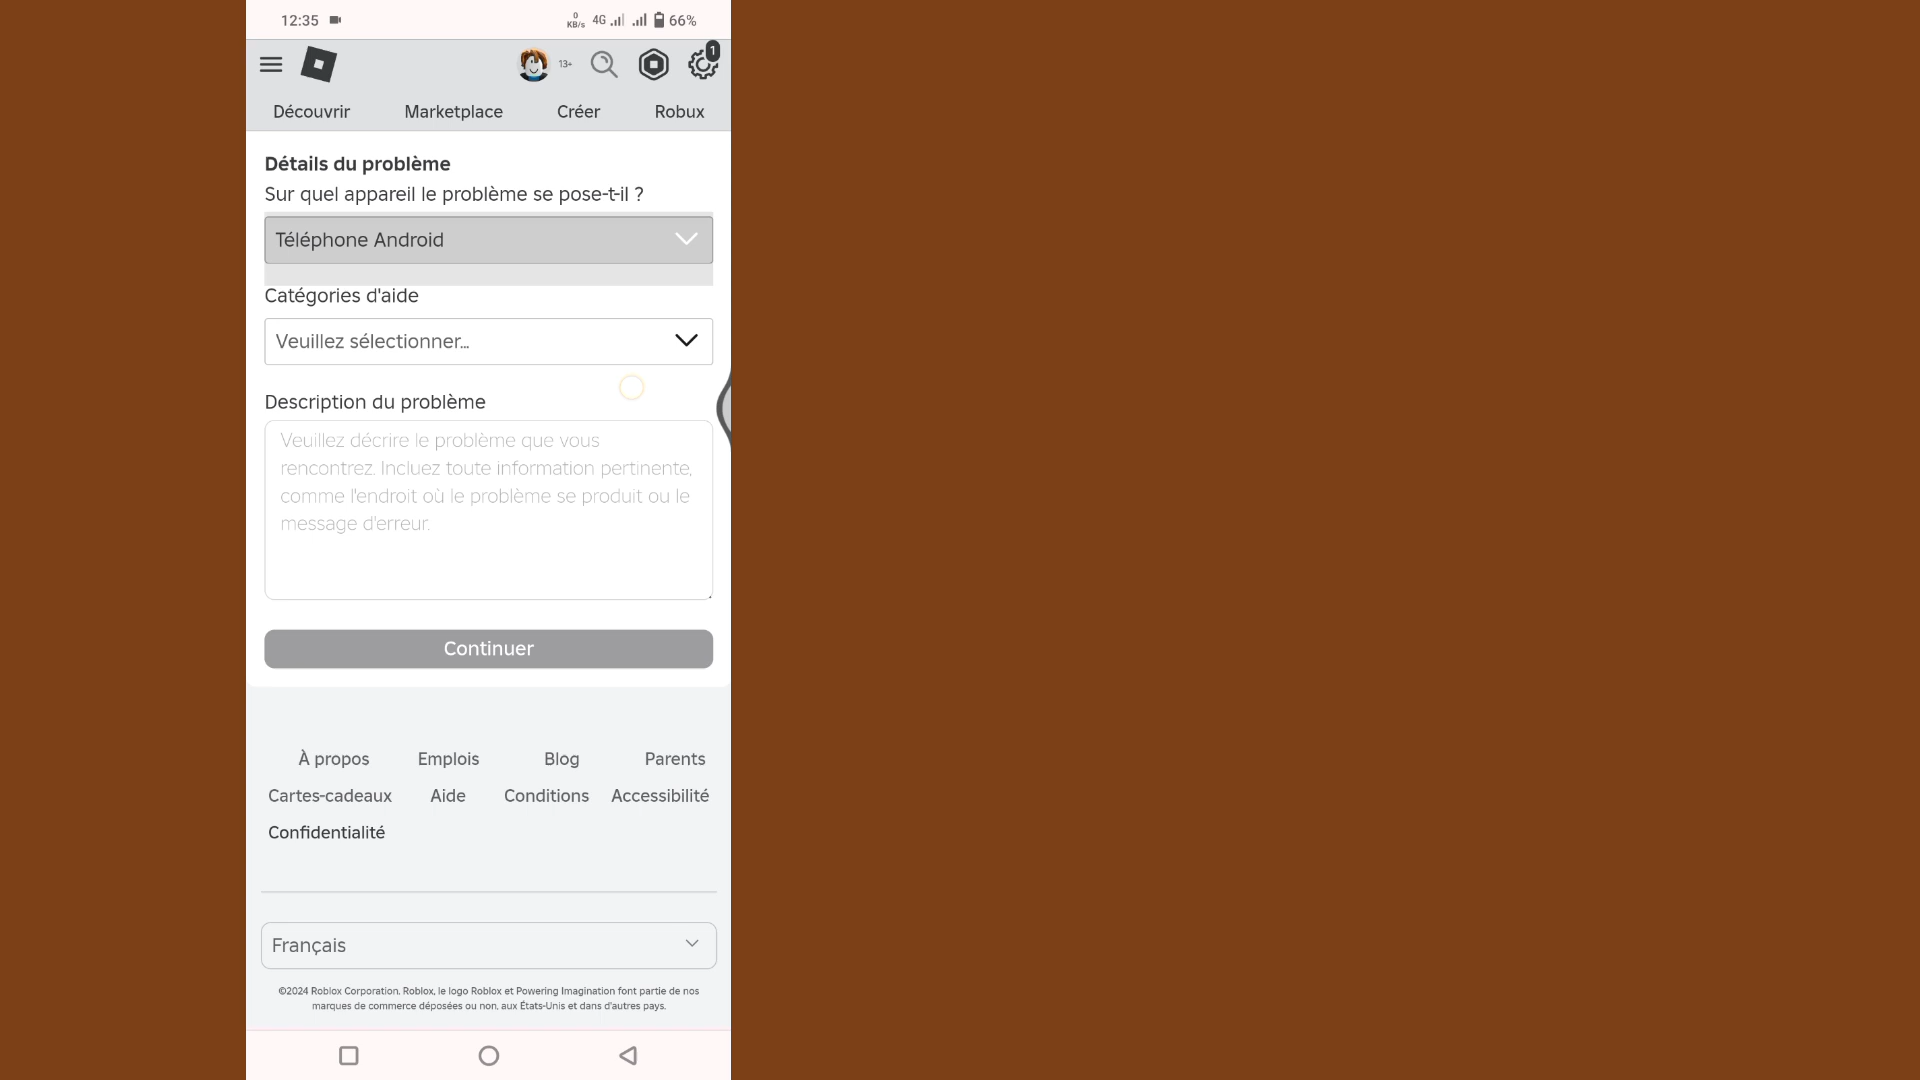 12:35
0 KB/s 4G 66%
1
13+
Découvrir Marketplace Créer Robux
Détails du problème
Sur quel appareil le problème se pose-t-il ?
Téléphone Android
Catégories d'aide
Veuillez sélectionner...
Description du problème
Veuillez décrire le problème que vous
rencontrez. Incluez toute information pertinente,
comme l'endroit où le problème se produit ou le
message d'erreur.
Continuer
À propos Emplois Blog Parents
Cartes-cadeaux Aide Conditions Accessibilité
Confidentialité
Français
©2024 Roblox Corporation. Roblox, le logo Roblox et Powering Imagination font partie de nos
marques de commerce déposées ou non, aux États-Unis et dans d'autres pays.